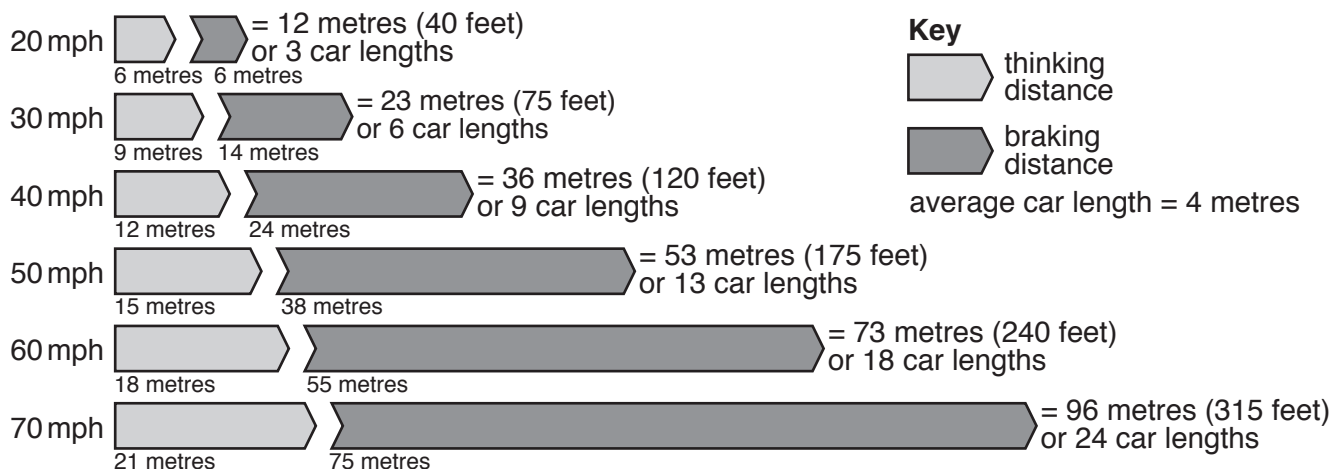 20 mph
= 12 metres (40 feet)
or 3 car lengths
6 metres 6 metres
30 mph
= 23 metres (75 feet)
or 6 car lengths
9 metres 14 metres
40 mph
= 36 metres (120 feet)
or 9 car lengths
12 metres 24 metres
50 mph
= 53 metres (175 feet)
or 13 car lengths
15 metres 38 metres
60 mph
= 73 metres (240 feet)
or 18 car lengths
18 metres 55 metres
70 mph
= 96 metres (315 feet)
or 24 car lengths
21 metres 75 metres
Key
thinking
distance
braking
distance
average car length = 4 metres